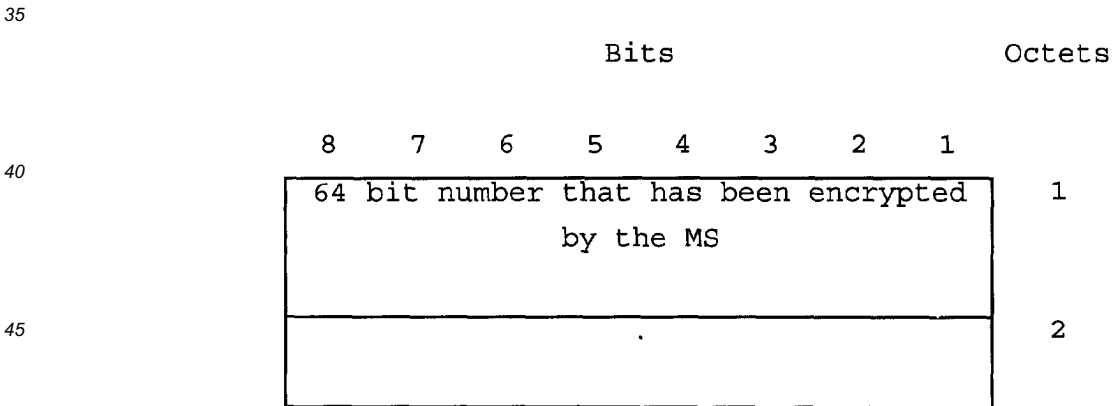 35
Bits Octets
8 7 6 5 4 3 2 1
40
64 bit number that has been encrypted 1
by the MS
45 2